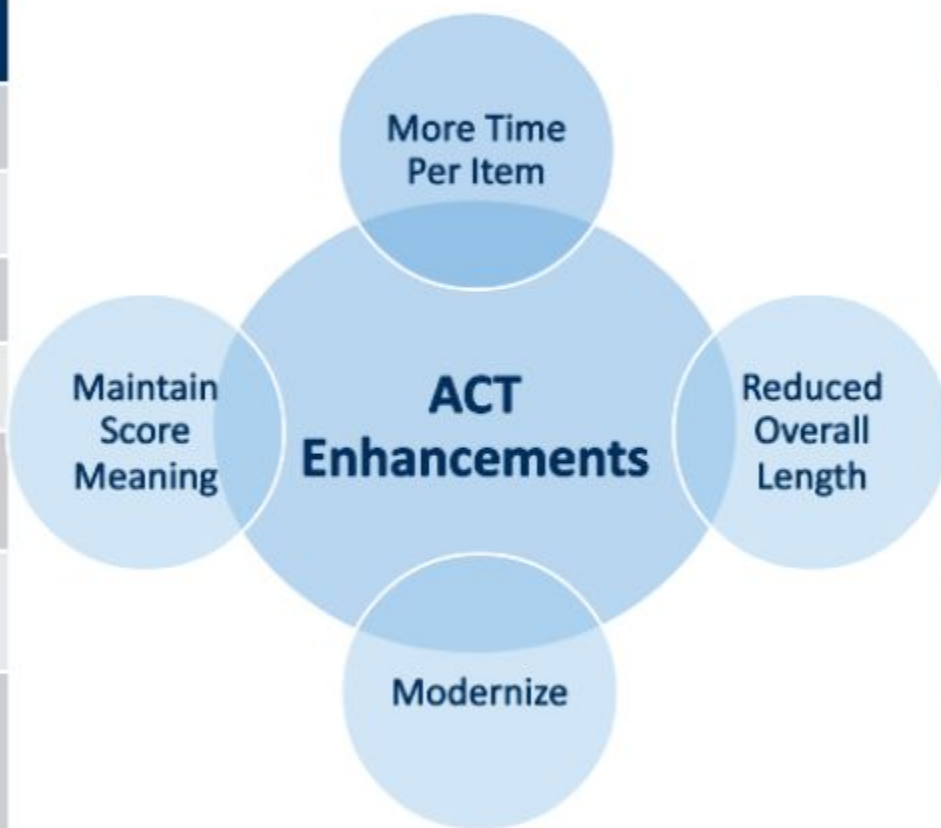 More Time
Per Item
Maintain
Score
Meaning
ACT
Enhancements
Reduced
Overall
Length
Modernize